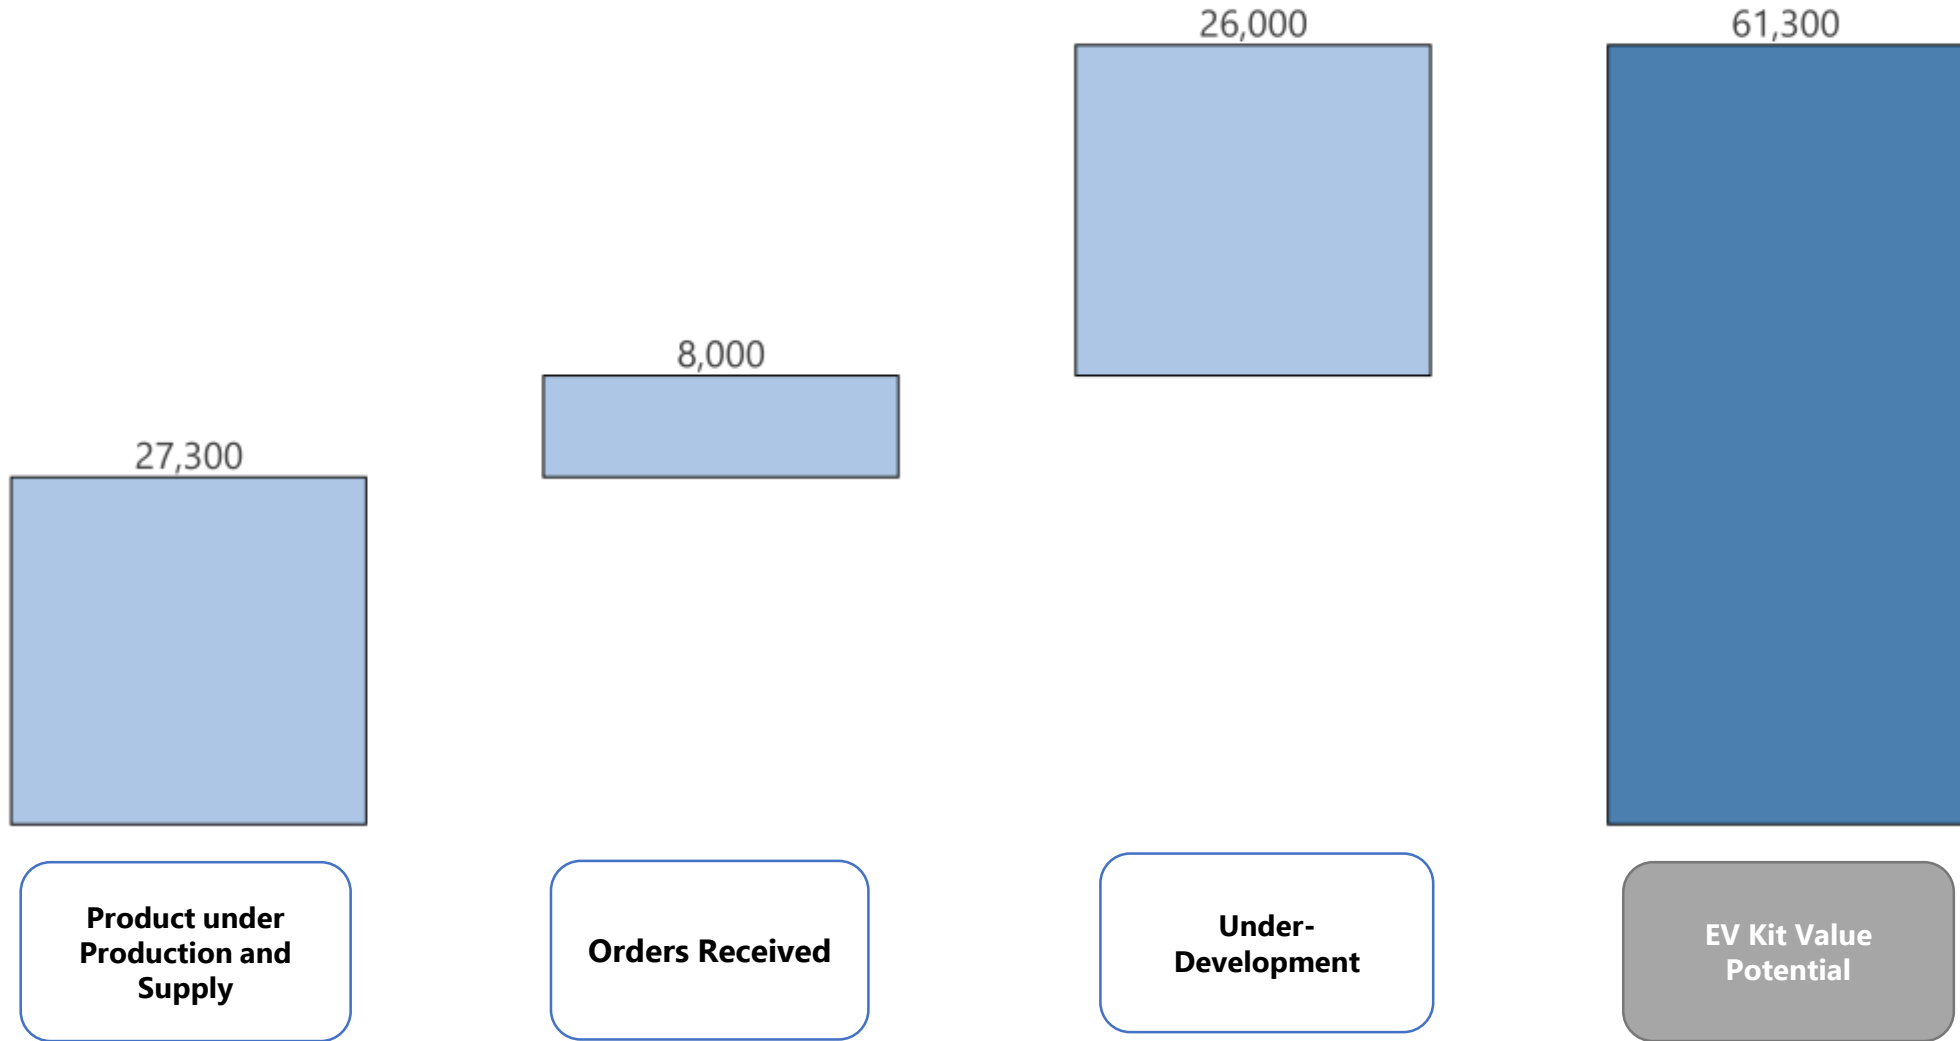 26,000
61,300
8,000
27,300
Product under
Production and
Supply
Orders Received
Under-
Development
EV Kit Value
Potential